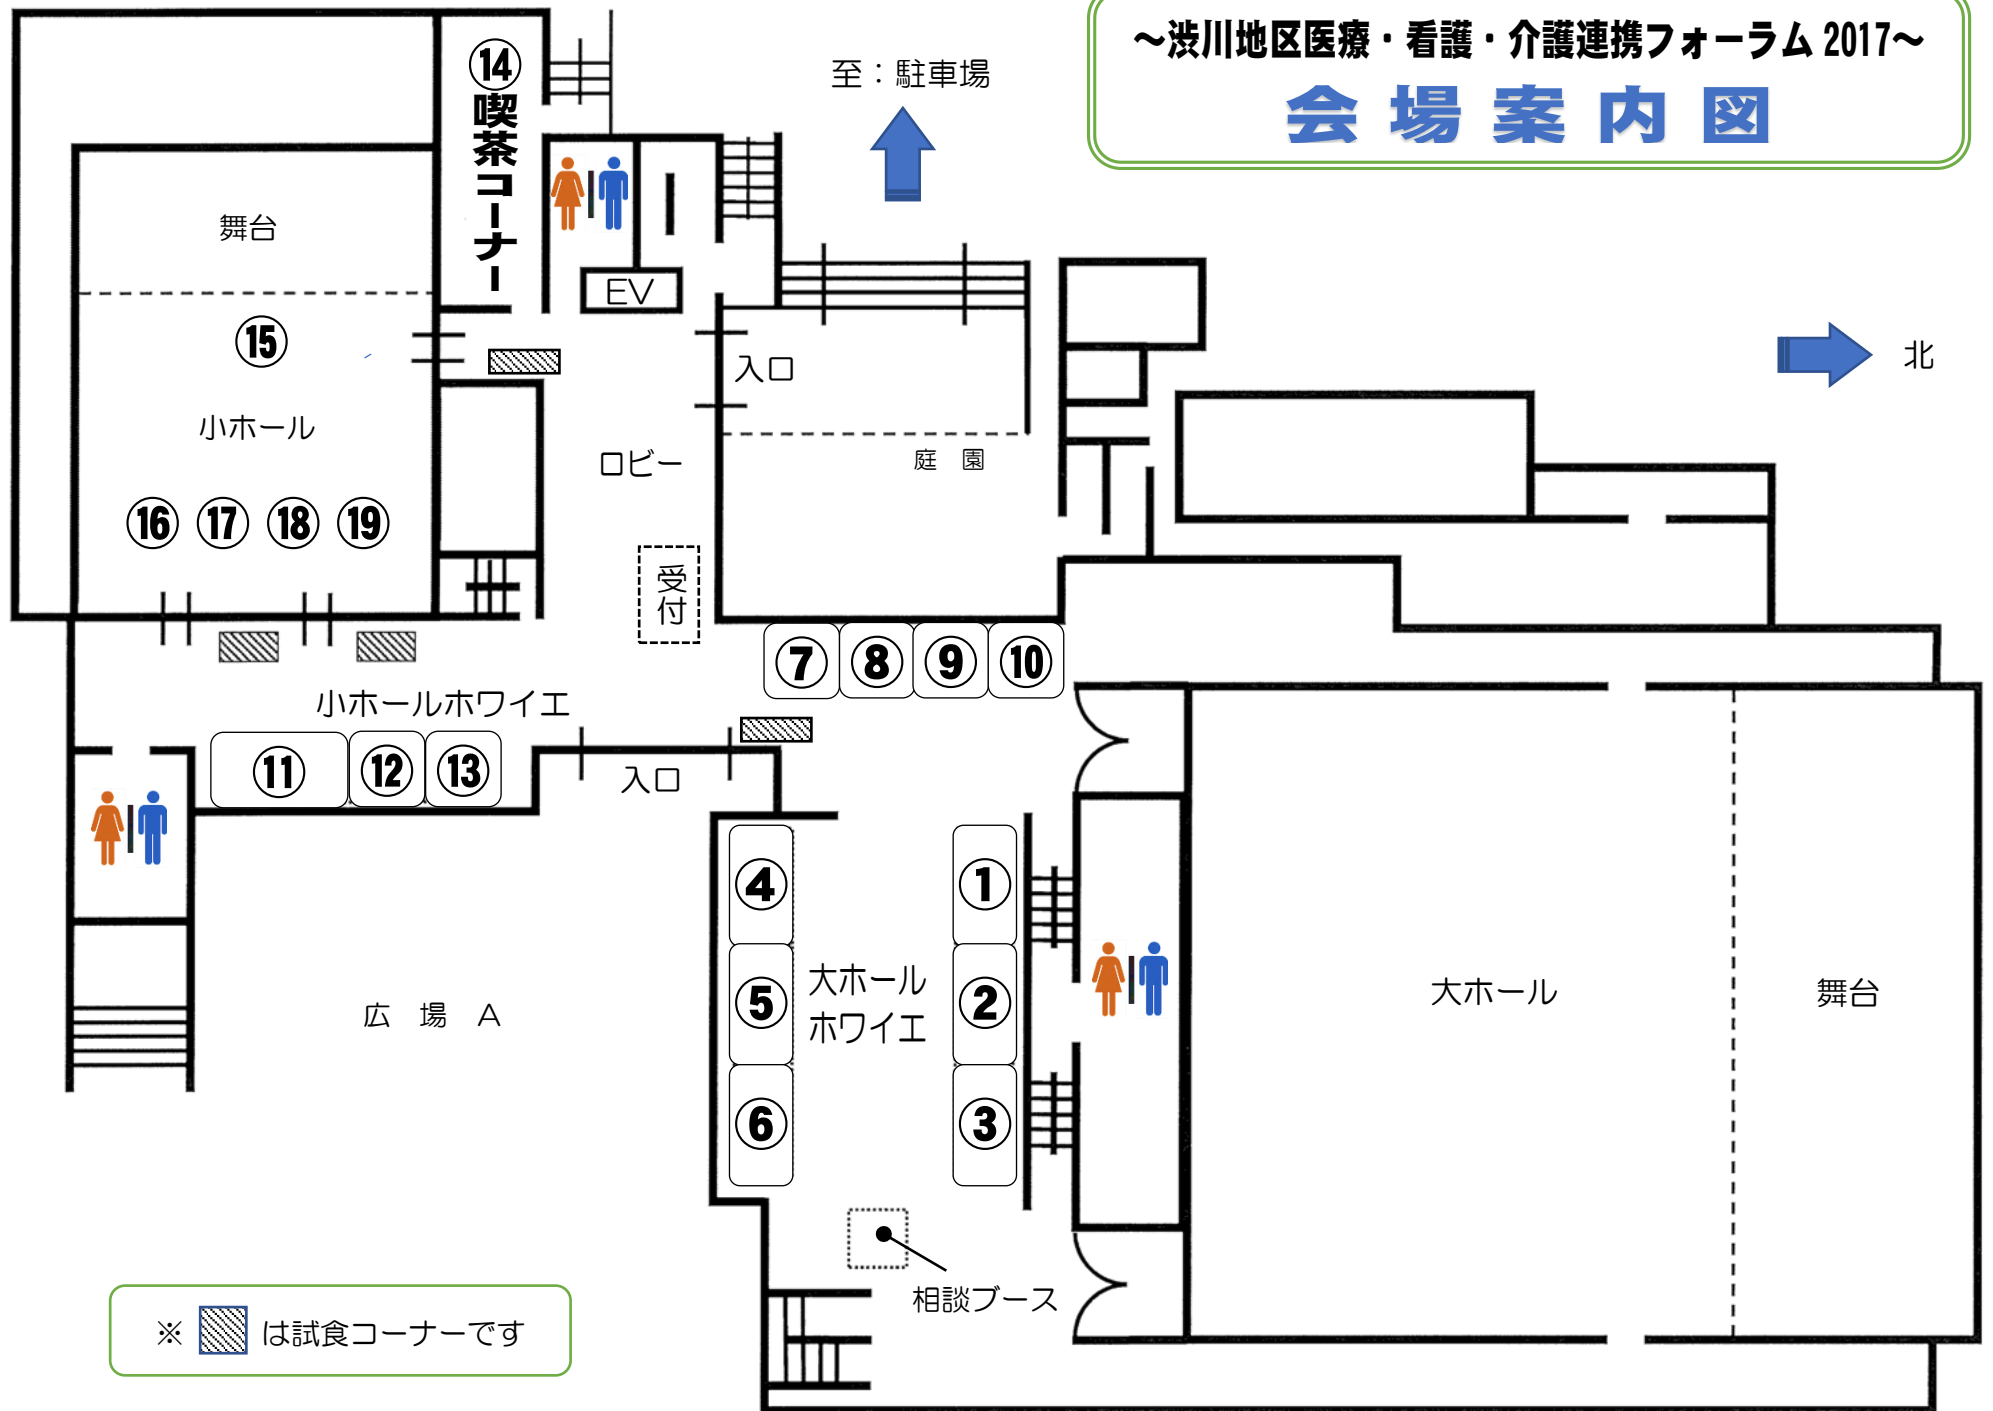 ~渋川地区医療・看護・介護連携フォーラム 2017~
会 場 案 内 図
至：駐車場
⑭
喫茶コーナー
舞台
EV
⑮
入口
北
小ホール
ロビー
庭 園
⑯ ⑰ ⑱ ⑲
受付
⑦ ⑧ ⑨ ⑩
小ホールホワイエ
⑪ ⑫ ⑬
入口
④ ①
大ホール
ホワイエ
⑤ ②
大ホール
舞台
広 場 A
⑥ ③
相談ブース
※ は試食コーナーです